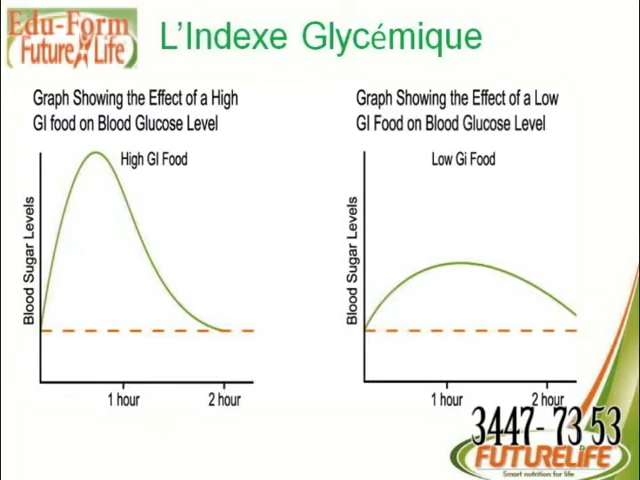 Edu-Form
Future Life
L'Indexe Glycémique
Graph Showing the Effect of a High
GI food on Blood Glucose Level
High GI Food
Blood Sugar Levels
1 hour
2 hour
Graph Showing the Effect of a Low
GI Food on Blood Glucose Level
Low Gi Food
Blood Sugar Levels
1 hour
2 hour
3447-73 53
FUTURELIFE
Smart nutrition for life